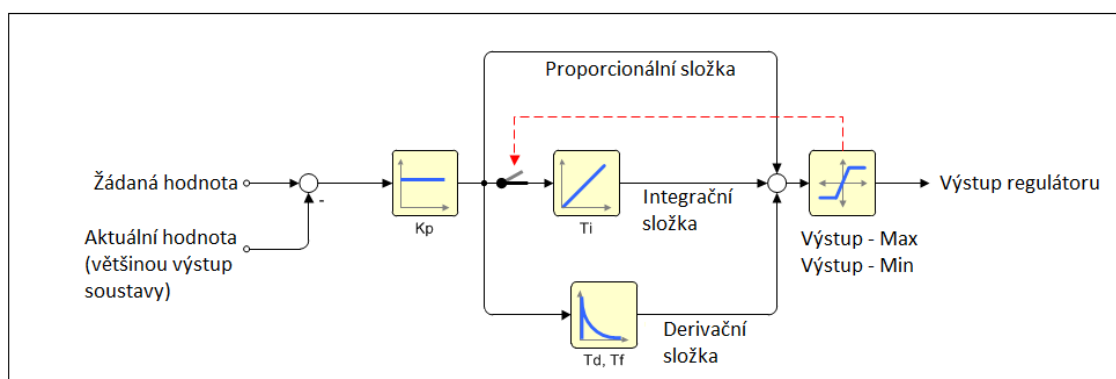 Proporcionální složka
Žádaná hodnota
-
Aktuální hodnota
(většinou výstup
soustavy)
Kp
Ti
Integrační
složka
Výstup regulátoru
Výstup - Max
Výstup - Min
Td, Tf
Derivační
složka